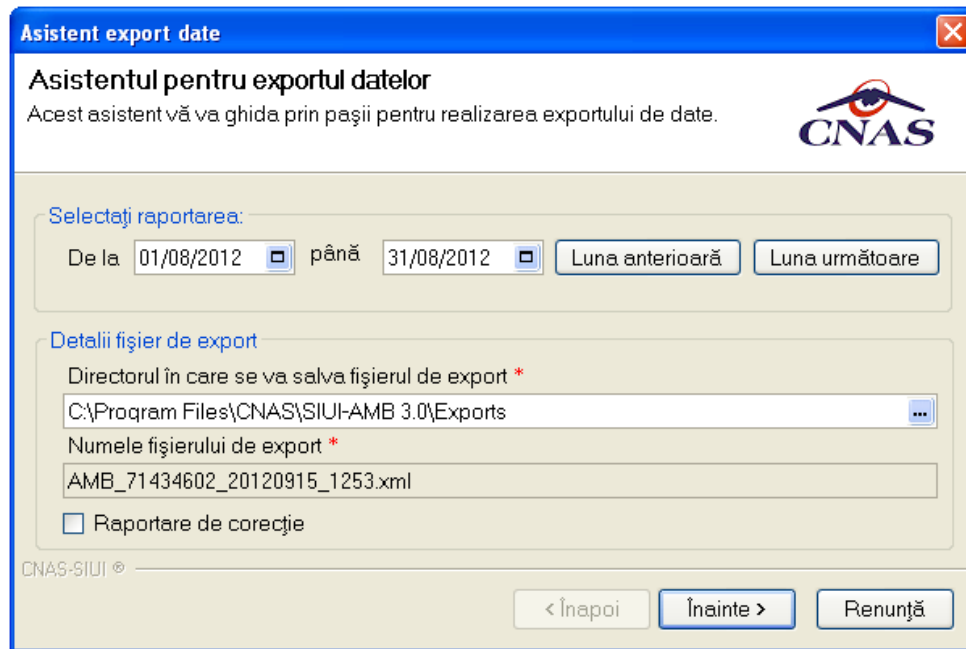 Asistent export date
Asistentul pentru exportul datelor
Acest asistent vă va ghida prin paşii pentru realizarea exportului de date.
CNAS
Selectaţi raportarea:
De la 01/08/2012 până 31/08/2012 Luna anterioară Luna următoare
Detalii fişier de export
Directorul în care se va salva fişierul de export *
C:\Program Files\CNAS\SIUI-AMB 3.0\Exports ...
Numele fişierului de export *
AMB_71434602_20120915_1253.xml
Raportare de corecţie
CNAS-SIUI ®
< Înapoi Înainte > Renunţă